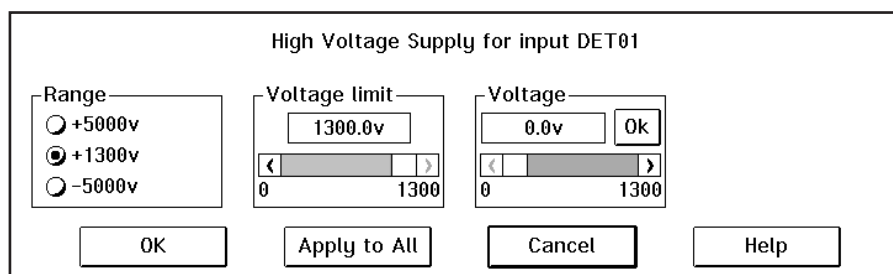 High Voltage Supply for input DET01
Range
+5000v
+1300v
-5000v
Voltage limit
1300.0v
0 1300
Voltage
0.0v Ok
0 1300
OK Apply to All Cancel Help